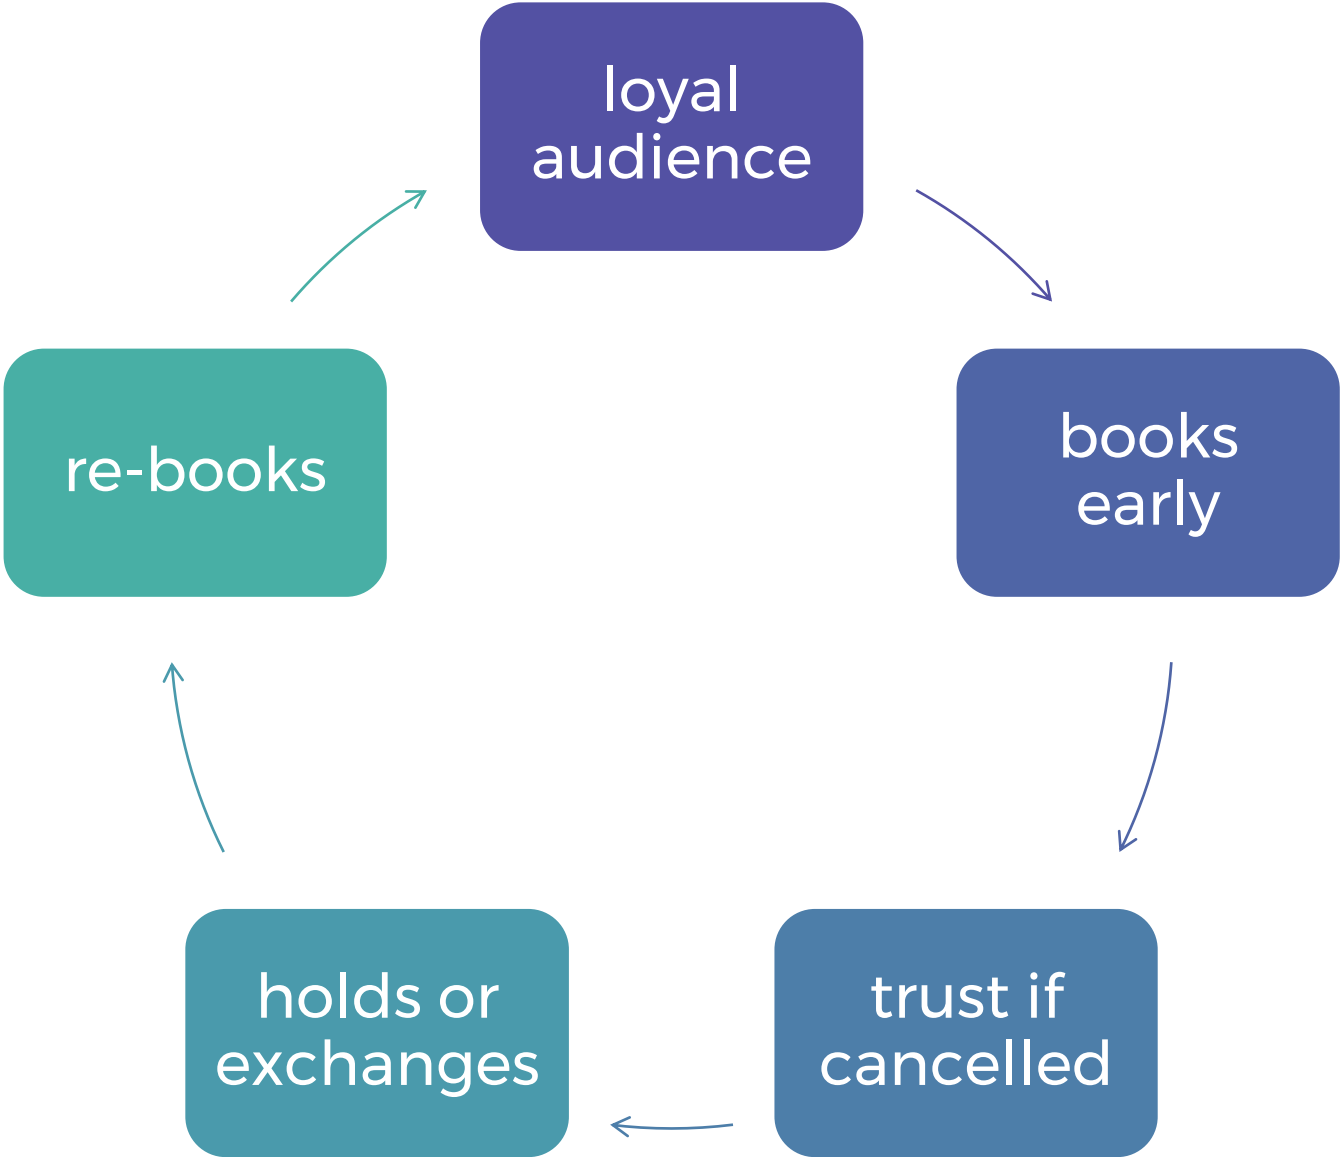 loyal
audience
books
early
trust if
cancelled
holds or
exchanges
re-books